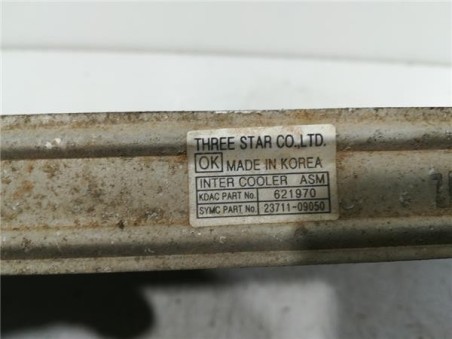 THREE STAR CO.,LTD.
OK MADE IN KOREA
INTER COOLER ASM
KDAC PART No. 621970
SYMC PART No. 23711-09050